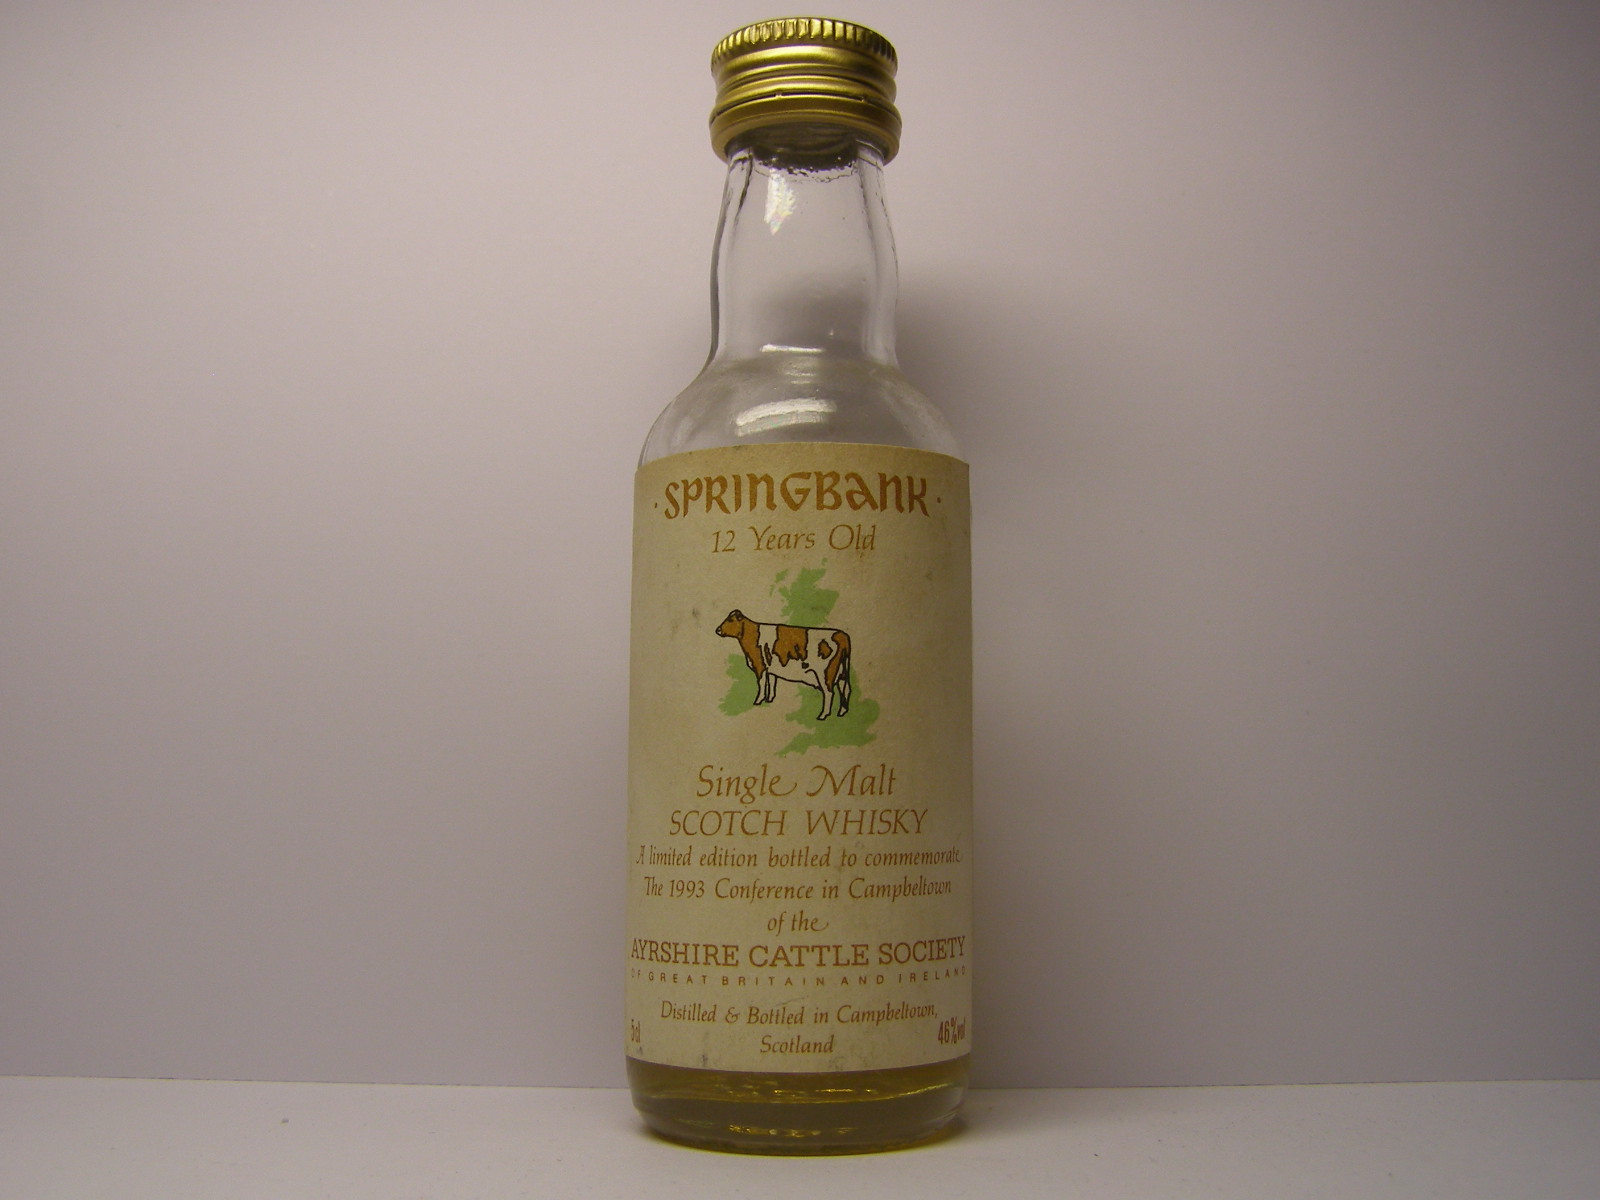 · SPRINGBANK ·
12 Years Old
Single Malt
SCOTCH WHISKY
A limited edition bottled to commemorate
The 1993 Conference in Campbeltown
of the
AYRSHIRE CATTLE SOCIETY
OF GREAT BRITAIN AND IRELAND
Distilled & Bottled in Campbeltown,
Scotland
5cl
46%vol